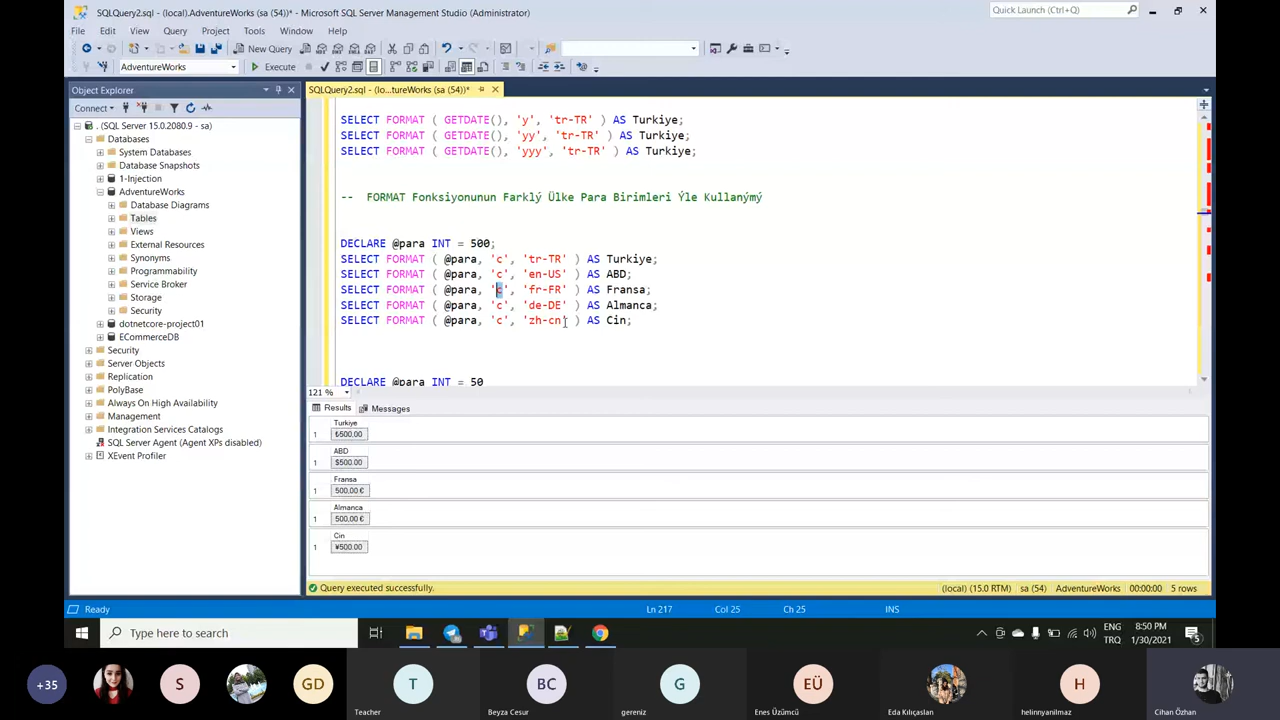 SQLQuery2.sql - (local).AdventureWorks (sa (54))* - Microsoft SQL Server Management Studio (Administrator)
Quick Launch (Ctrl+Q)
File Edit View Query Project Tools Window Help
New Query
AdventureWorks
Execute
Object Explorer
SQLQuery2.sql - (lo...tureWorks (sa (54))*
Connect
. (SQL Server 15.0.2080.9 - sa)
Databases
System Databases
Database Snapshots
1-Injection
AdventureWorks
Database Diagrams
Tables
Views
External Resources
Synonyms
Programmability
Service Broker
Storage
Security
dotnetcore-project01
ECommerceDB
Security
Server Objects
Replication
PolyBase
Always On High Availability
Management
Integration Services Catalogs
SQL Server Agent (Agent XPs disabled)
XEvent Profiler
SELECT FORMAT ( GETDATE(), 'y', 'tr-TR' ) AS Turkiye;
SELECT FORMAT ( GETDATE(), 'yy', 'tr-TR' ) AS Turkiye;
SELECT FORMAT ( GETDATE(), 'yyy', 'tr-TR' ) AS Turkiye;
-- FORMAT Fonksiyonunun Farklý Ülke Para Birimleri Ýle Kullanýmý
DECLARE @para INT = 500;
SELECT FORMAT ( @para, 'c', 'tr-TR' ) AS Turkiye;
SELECT FORMAT ( @para, 'c', 'en-US' ) AS ABD;
SELECT FORMAT ( @para, 'c', 'fr-FR' ) AS Fransa;
SELECT FORMAT ( @para, 'c', 'de-DE' ) AS Almanca;
SELECT FORMAT ( @para, 'c', 'zh-cn' ) AS Cin;
DECLARE @para INT = 50
121 %
Results Messages
Turkiye
1 ₺500,00
ABD
1 $500.00
Fransa
1 500,00 €
Almanca
1 500,00 €
Cin
1 ¥500.00
Query executed successfully.
(local) (15.0 RTM) sa (54) AdventureWorks 00:00:00 5 rows
Ready
Ln 217 Col 25 Ch 25 INS
Type here to search
ENG
TRQ
8:50 PM
1/30/2021
5
+35
S
GD
T
BC
G
EÜ
H
Teacher
Beyza Cesur
gereniz
Enes Üzümcü
Eda Kılıçaslan
helinnyanilmaz
Cihan Özhan